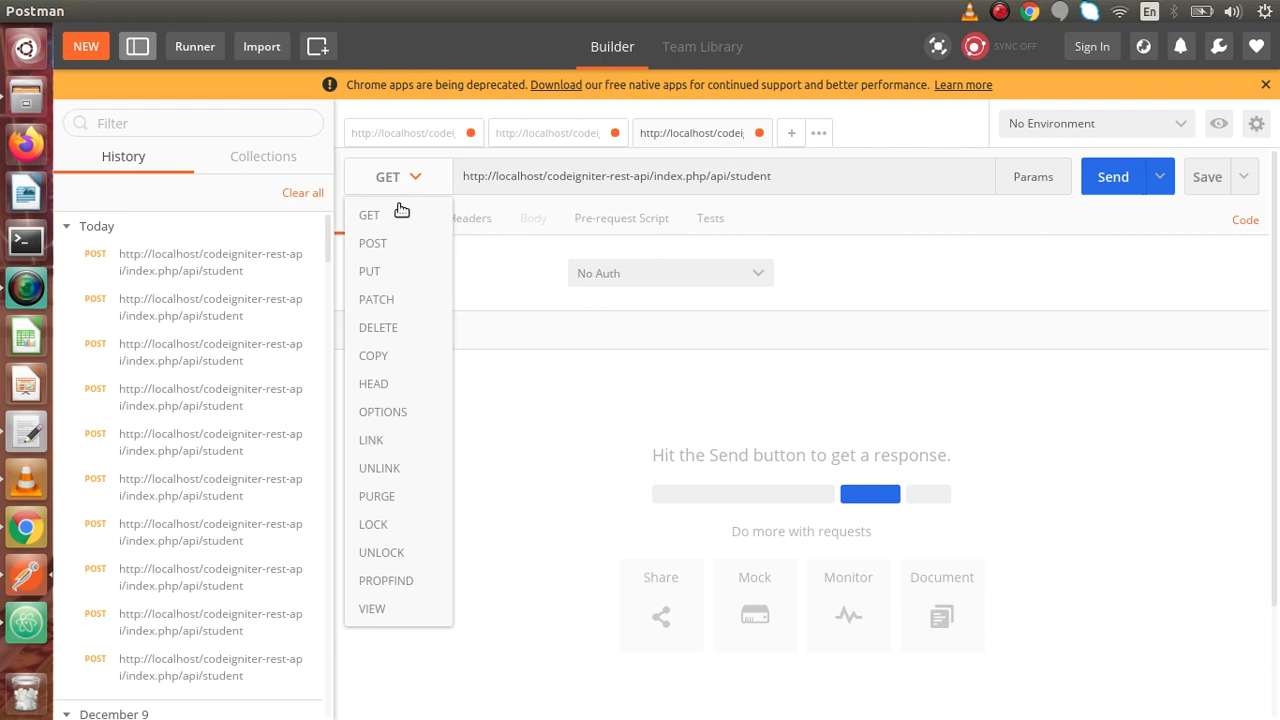 Postman
En
NEW
Runner
Import
Builder
Team Library
SYNC OFF
Sign In
Chrome apps are being deprecated. Download our free native apps for continued support and better performance. Learn more
Filter
History
Collections
Clear all
Today
POST http://localhost/codeigniter-rest-ap
i/index.php/api/student
POST http://localhost/codeigniter-rest-ap
i/index.php/api/student
POST http://localhost/codeigniter-rest-ap
i/index.php/api/student
POST http://localhost/codeigniter-rest-ap
i/index.php/api/student
POST http://localhost/codeigniter-rest-ap
i/index.php/api/student
POST http://localhost/codeigniter-rest-ap
i/index.php/api/student
POST http://localhost/codeigniter-rest-ap
i/index.php/api/student
POST http://localhost/codeigniter-rest-ap
i/index.php/api/student
POST http://localhost/codeigniter-rest-ap
i/index.php/api/student
POST http://localhost/codeigniter-rest-ap
i/index.php/api/student
December 9
http://localhost/codei
http://localhost/codei
http://localhost/codei
No Environment
GET
http://localhost/codeigniter-rest-api/index.php/api/student
Params
Send
Save
Headers
Body
Pre-request Script
Tests
Code
No Auth
GET
POST
PUT
PATCH
DELETE
COPY
HEAD
OPTIONS
LINK
UNLINK
PURGE
LOCK
UNLOCK
PROPFIND
VIEW
Hit the Send button to get a response.
Do more with requests
Share
Mock
Monitor
Document